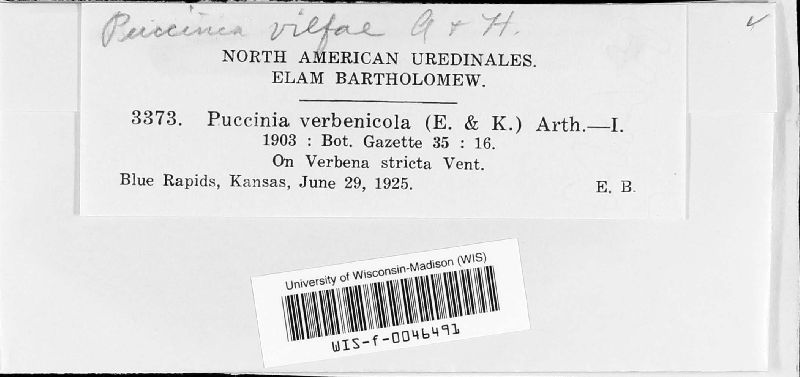 Puccinia vilfae A + H.
NORTH AMERICAN UREDINALES.
ELAM BARTHOLOMEW.
3373. Puccinia verbenicola (E. & K.) Arth.—I.
1903 : Bot. Gazette 35 : 16.
On Verbena stricta Vent.
Blue Rapids, Kansas, June 29, 1925. E. B.
University of Wisconsin-Madison (WIS)
WIS-f-0046491